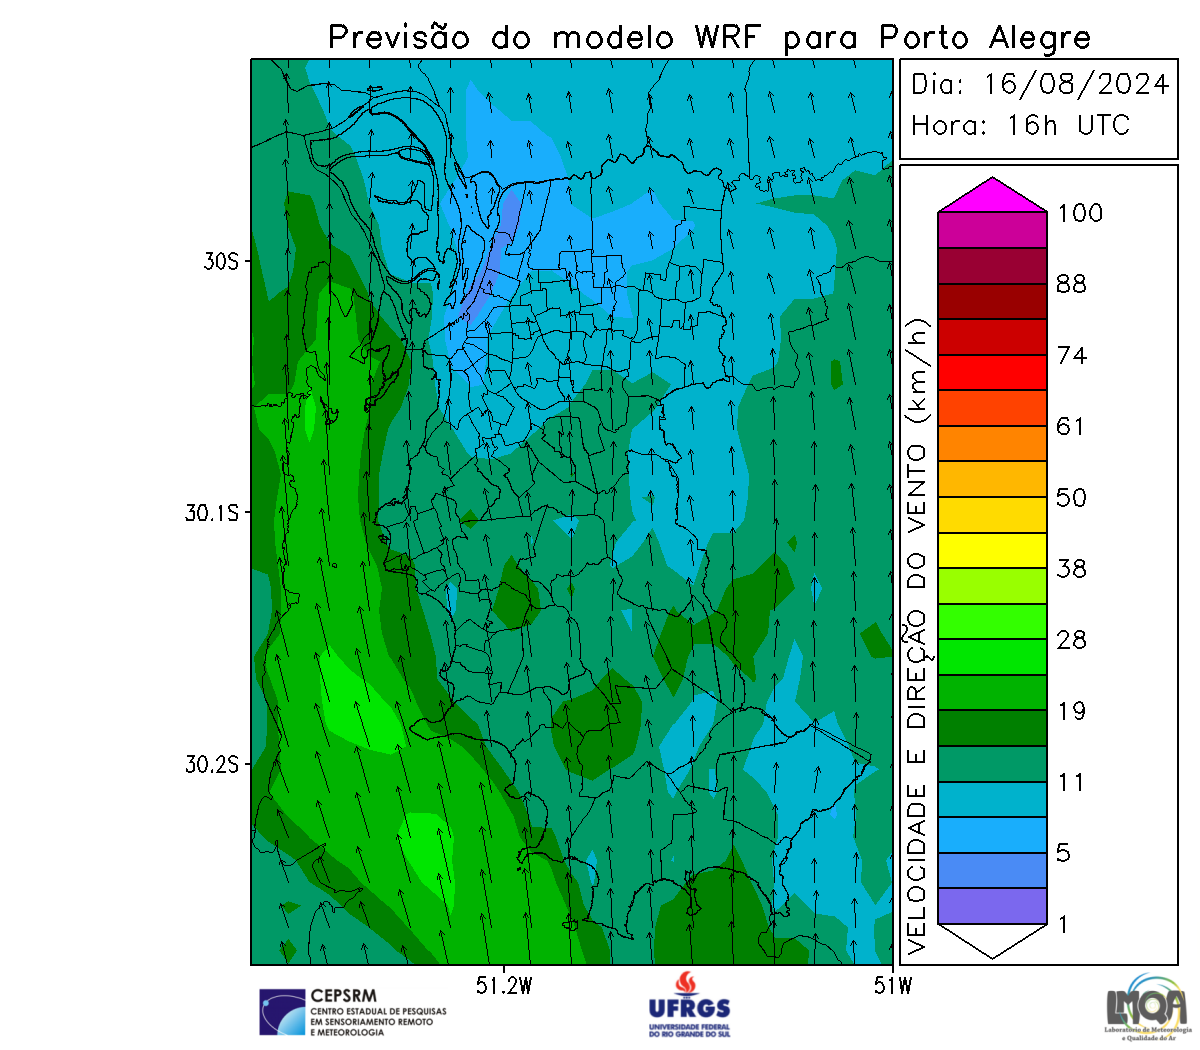 Previsão do modelo WRF para Porto Alegre
Dia: 16/08/2024
Hora: 16h UTC
30S
30.1S
30.2S
51.2W
51W
VELOCIDADE E DIREÇÃO DO VENTO (km/h)
100
88
74
61
50
38
28
19
11
5
1
CEPSRM
CENTRO ESTADUAL DE PESQUISAS
EM SENSORIAMENTO REMOTO
E METEOROLOGIA
UFRGS
UNIVERSIDADE FEDERAL
DO RIO GRANDE DO SUL
LMQA
Laboratório de Meteorologia
e Qualidade do Ar